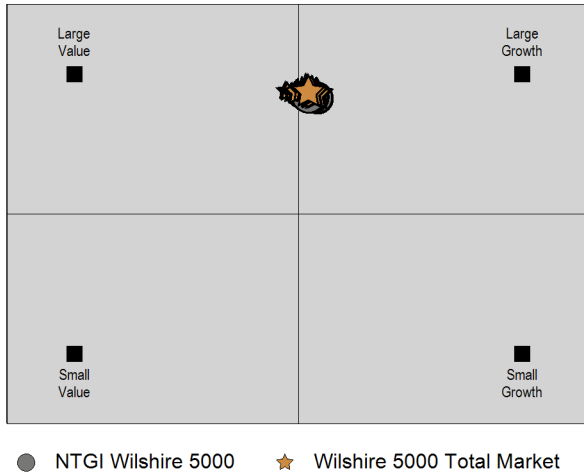 Large
Value
Large
Growth
Small
Value
Small
Growth
NTGI Wilshire 5000
Wilshire 5000 Total Market